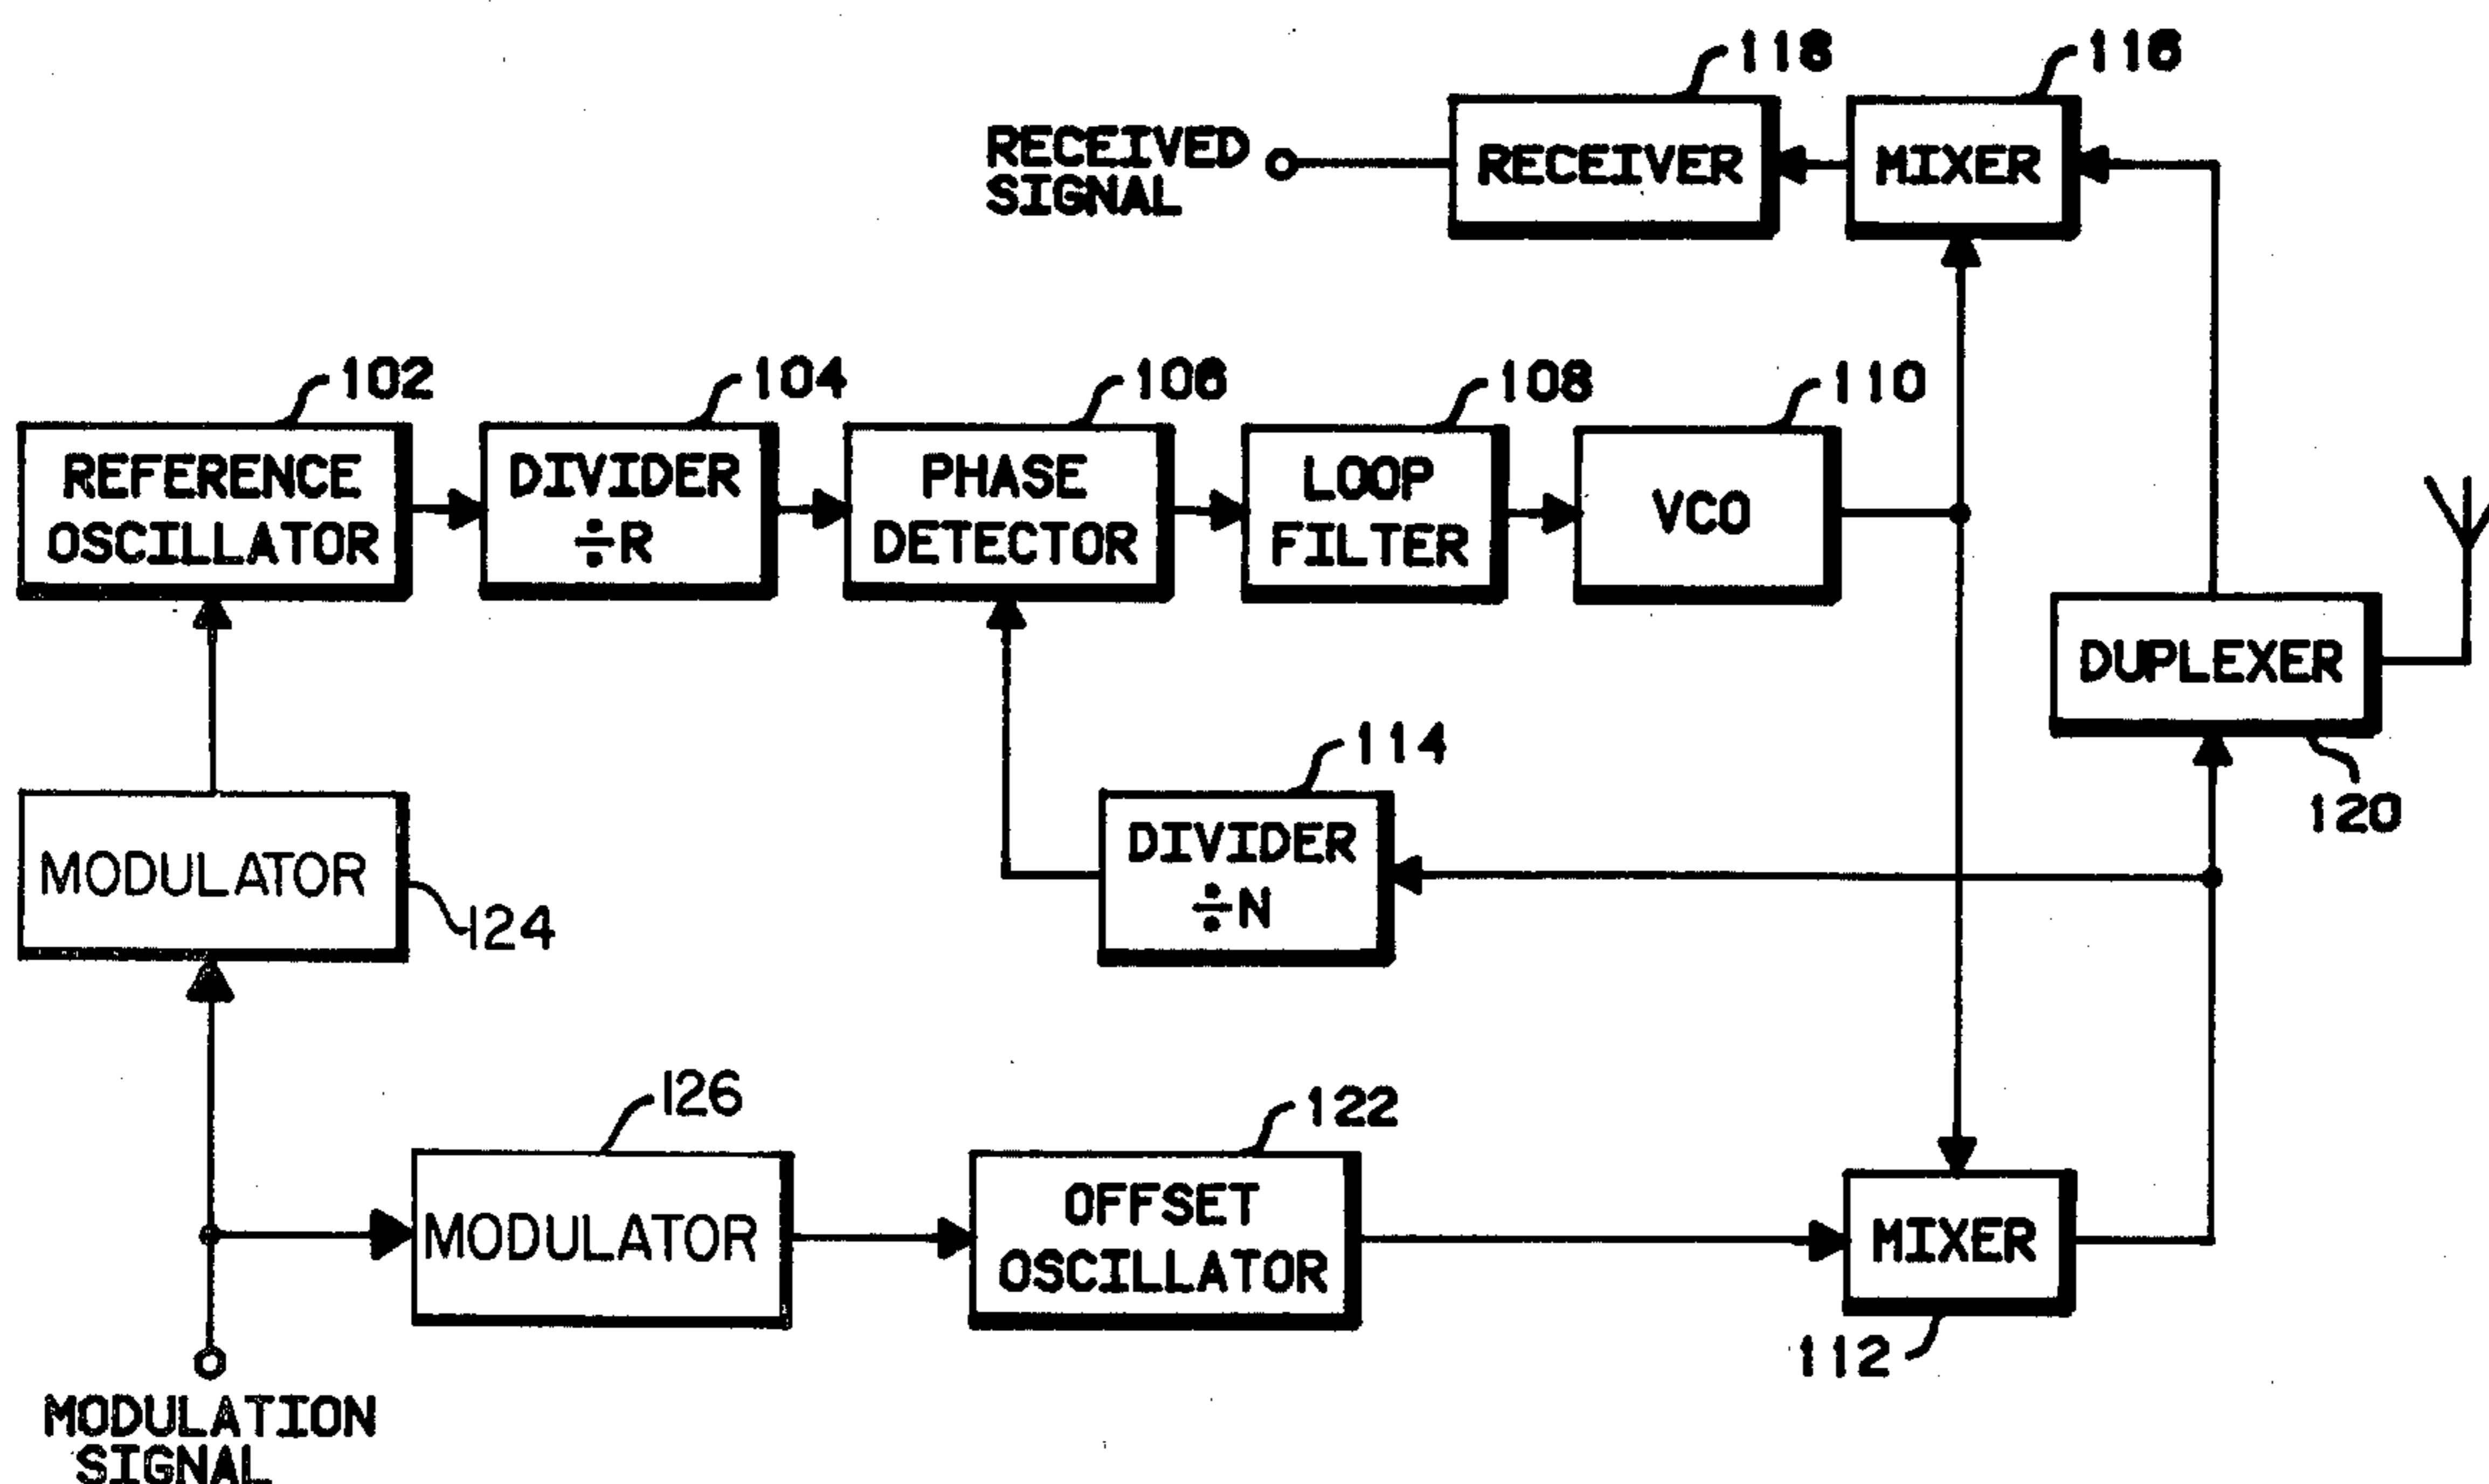 118
116
RECEIVED
SIGNAL
RECEIVER
MIXER
102
104
106
108
110
REFERENCE
OSCILLATOR
DIVIDER
÷R
PHASE
DETECTOR
LOOP
FILTER
VCO
DUPLEXER
120
114
DIVIDER
÷N
MODULATOR
124
126
MODULATOR
122
OFFSET
OSCILLATOR
MIXER
112
MODULATION
SIGNAL